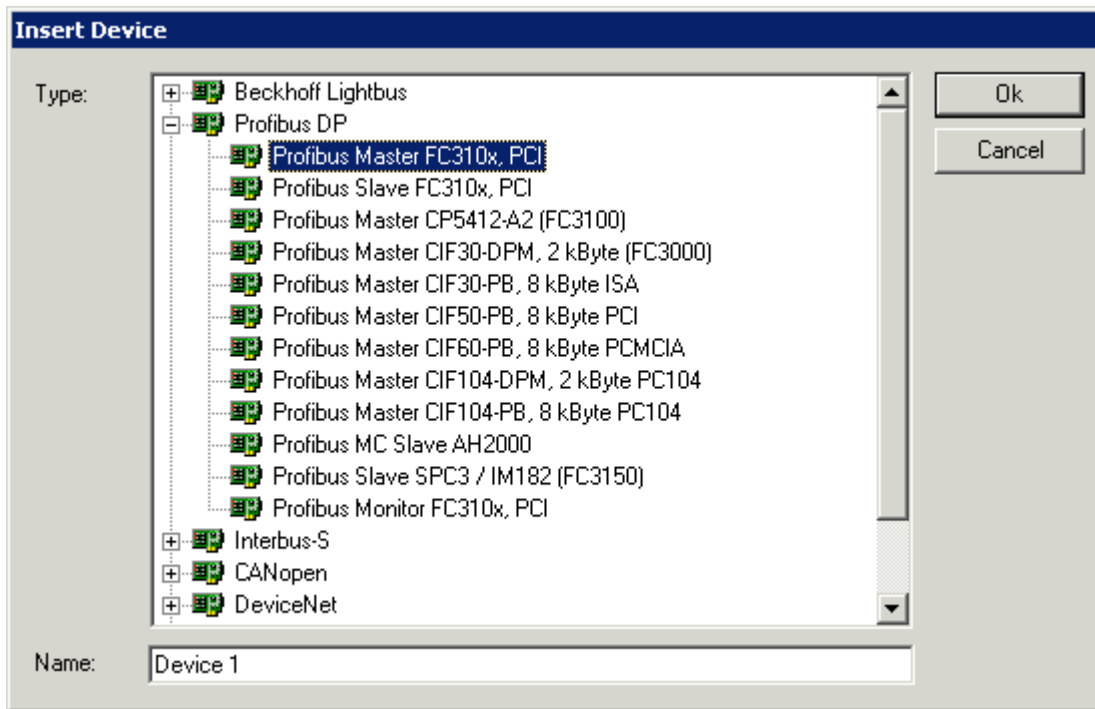 Insert Device
Type:
Beckhoff Lightbus
Profibus DP
Profibus Master FC310x, PCI
Profibus Slave FC310x, PCI
Profibus Master CP5412-A2 (FC3100)
Profibus Master CIF30-DPM, 2 kByte (FC3000)
Profibus Master CIF30-PB, 8 kByte ISA
Profibus Master CIF50-PB, 8 kByte PCI
Profibus Master CIF60-PB, 8 kByte PCMCIA
Profibus Master CIF104-DPM, 2 kByte PC104
Profibus Master CIF104-PB, 8 kByte PC104
Profibus MC Slave AH2000
Profibus Slave SPC3 / IM182 (FC3150)
Profibus Monitor FC310x, PCI
Interbus-S
CANopen
DeviceNet
Ok
Cancel
Name:
Device 1